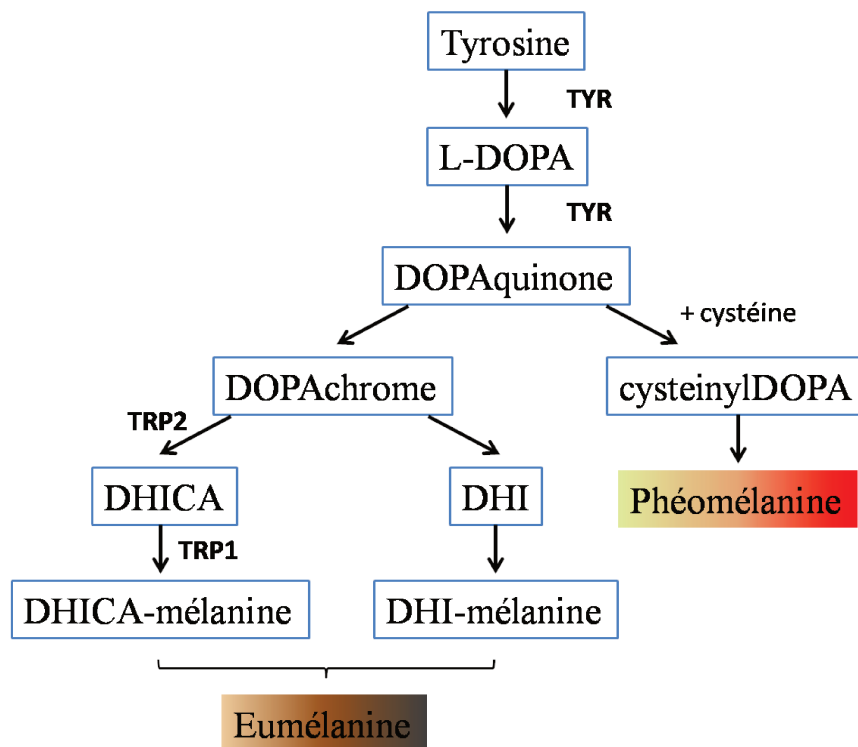 Tyrosine
TYR
L-DOPA
TYR
DOPAquinone
+ cystéine
DOPAchrome
cysteinylDOPA
TRP2
DHICA
DHI
Phéomélanine
TRP1
DHICA-mélanine
DHI-mélanine
Eumélanine